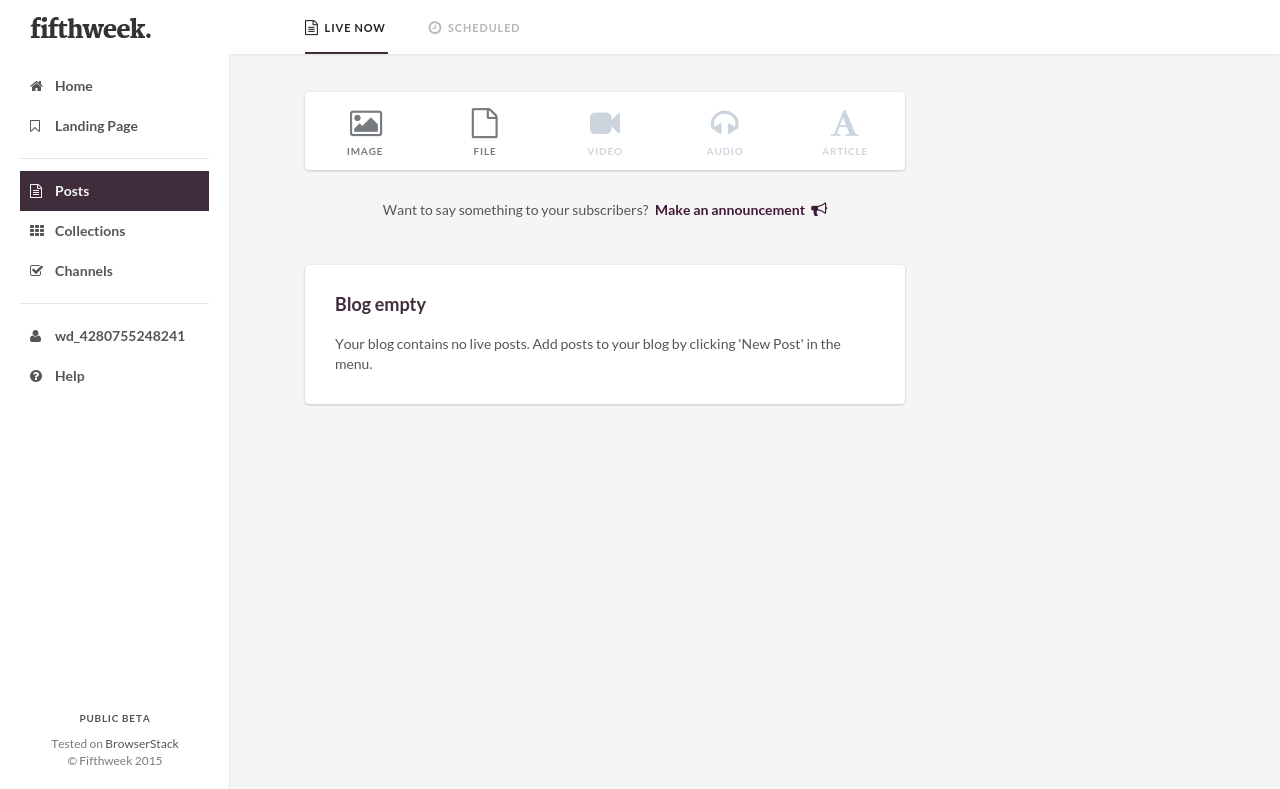 fifthweek.
LIVE NOW
SCHEDULED
Home
Landing Page
Posts
Collections
Channels
wd_4280755248241
Help
IMAGE
FILE
VIDEO
AUDIO
ARTICLE
Want to say something to your subscribers? Make an announcement
Blog empty
Your blog contains no live posts. Add posts to your blog by clicking 'New Post' in the
menu.
PUBLIC BETA
Tested on BrowserStack
© Fifthweek 2015